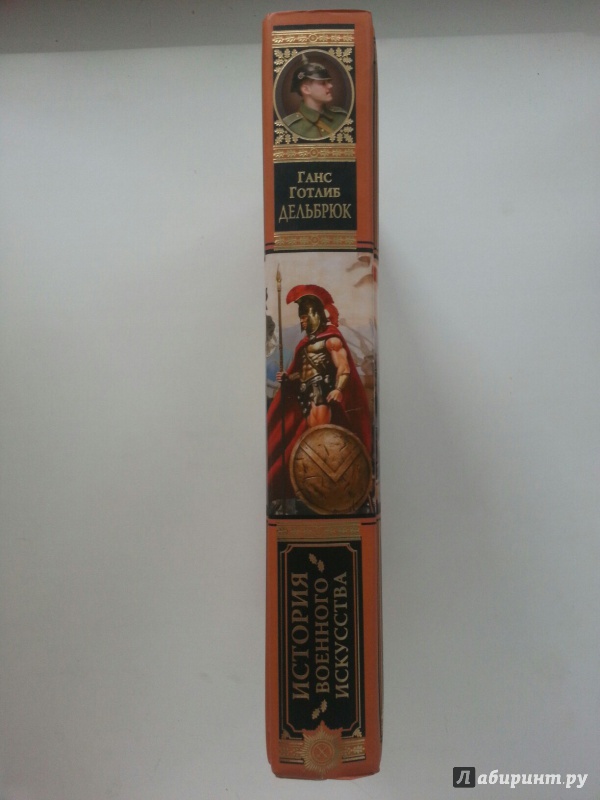 Ганс
Готлиб
Дельбрюк
История
военного
искусства
Лабиринт.ру